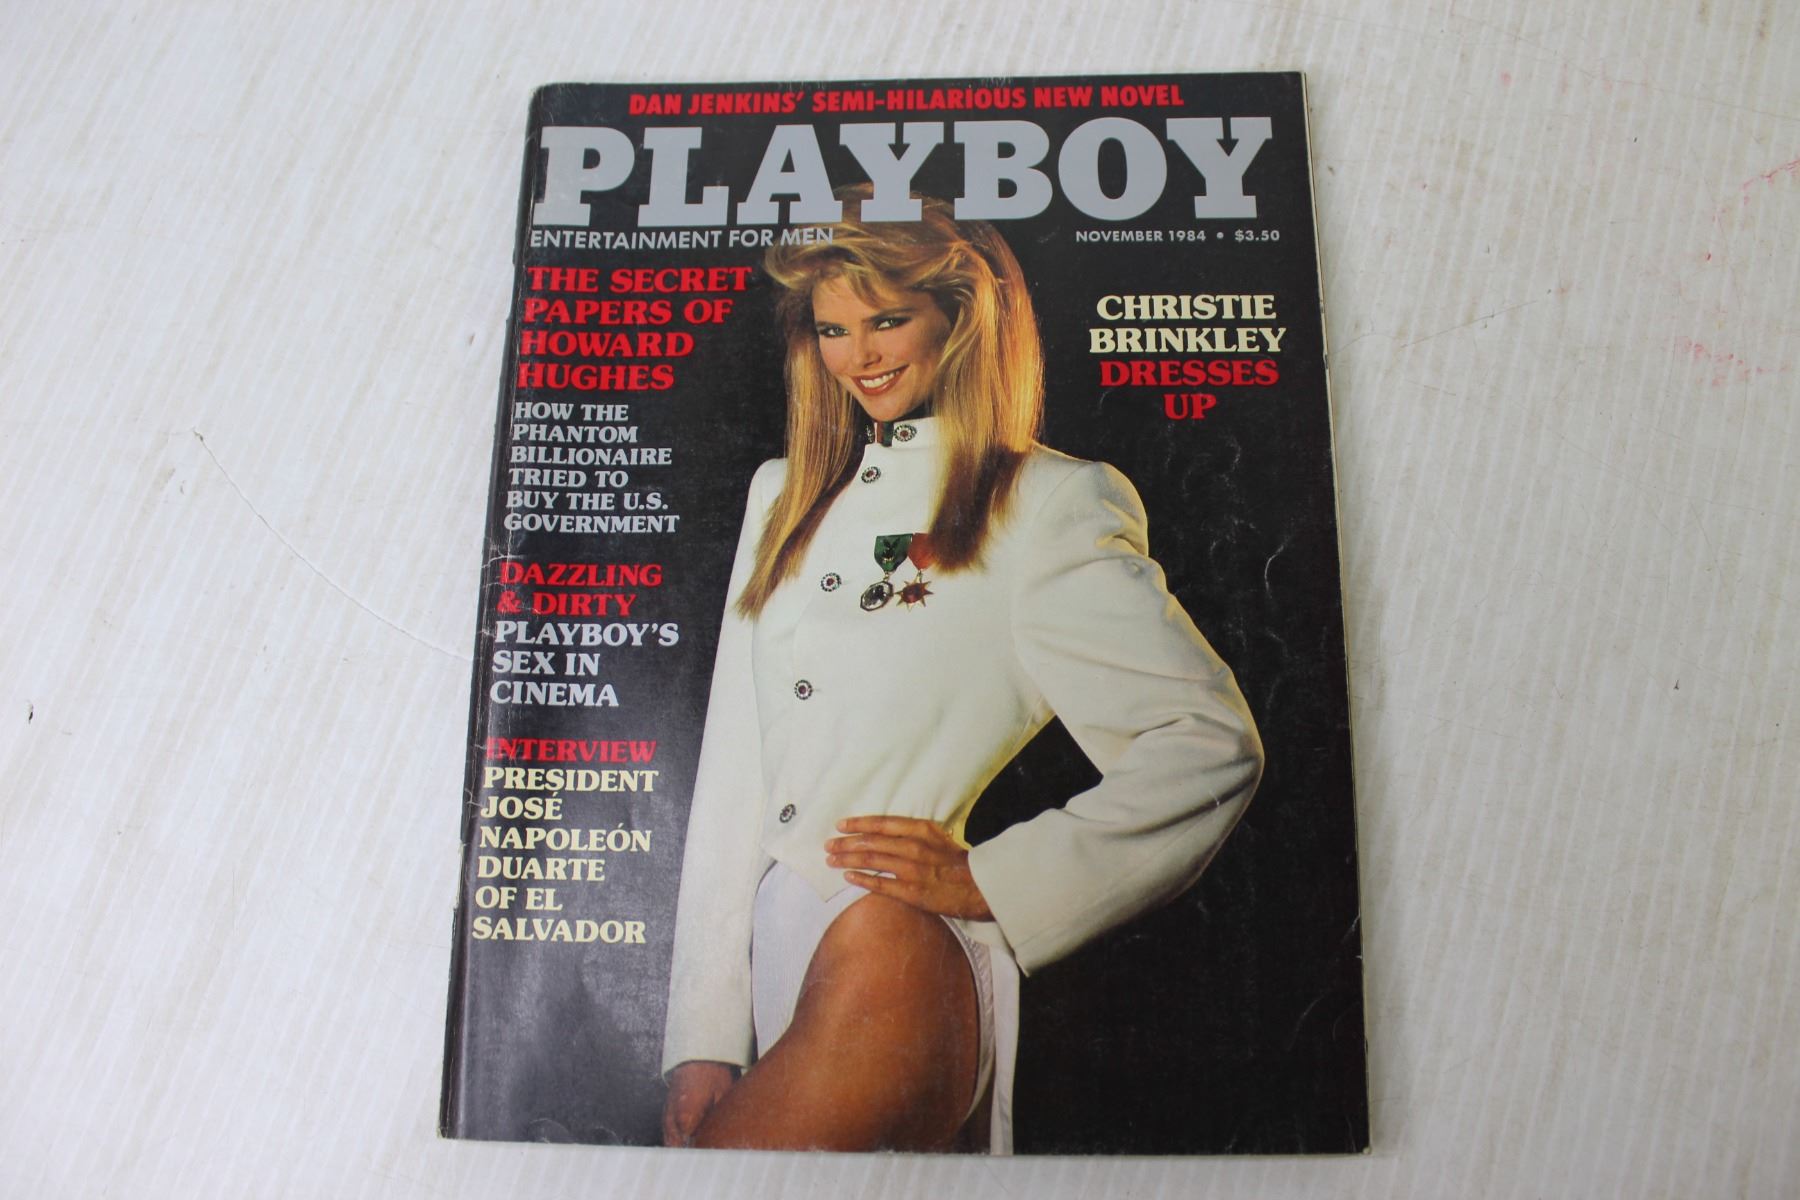 DAN JENKINS' SEMI-HILARIOUS NEW NOVEL
PLAYBOY
ENTERTAINMENT FOR MEN
NOVEMBER 1984 • $3.50
THE SECRET
PAPERS OF
HOWARD
HUGHES
HOW THE
PHANTOM
BILLIONAIRE
TRIED TO
BUY THE U.S.
GOVERNMENT
DAZZLING
& DIRTY
PLAYBOY'S
SEX IN
CINEMA
INTERVIEW
PRESIDENT
JOSÉ
NAPOLEÓN
DUARTE
OF EL
SALVADOR
CHRISTIE
BRINKLEY
DRESSES
UP